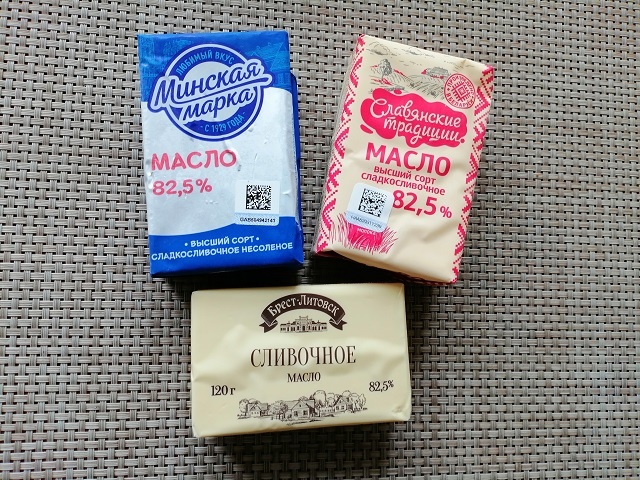 ЛЮБИМЫЙ ВКУС
Минская
марка
С 1929 ГОДА
МАСЛО
82,5%
• ВЫСШИЙ СОРТ •
СЛАДКОСЛИВОЧНОЕ НЕСОЛЕНОЕ
Славянские
традиции
МАСЛО
ВЫСШИЙ СОРТ
СЛАДКОСЛИВОЧНОЕ
82,5%
Брест-Литовск
СЛИВОЧНОЕ
МАСЛО
120 г
82,5%